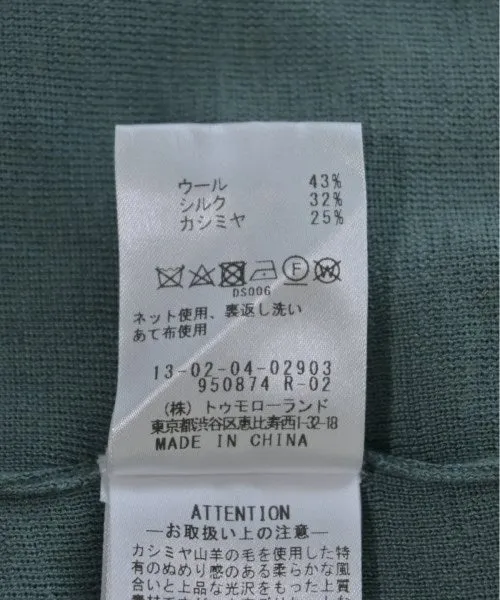 ウール 43%
シルク 32%
カシミヤ 25%
F W
DS006
ネット使用、裏返し洗い
あて布使用
13-02-04-02903
950874 R-02
(株) トゥモローランド
東京都渋谷区恵比寿西1-32-18
MADE IN CHINA
ATTENTION
―お取扱い上の注意―
カシミヤ山羊の毛を使用した特
有のぬめり感のある柔らかな風
合いと上品な光沢をもった上質